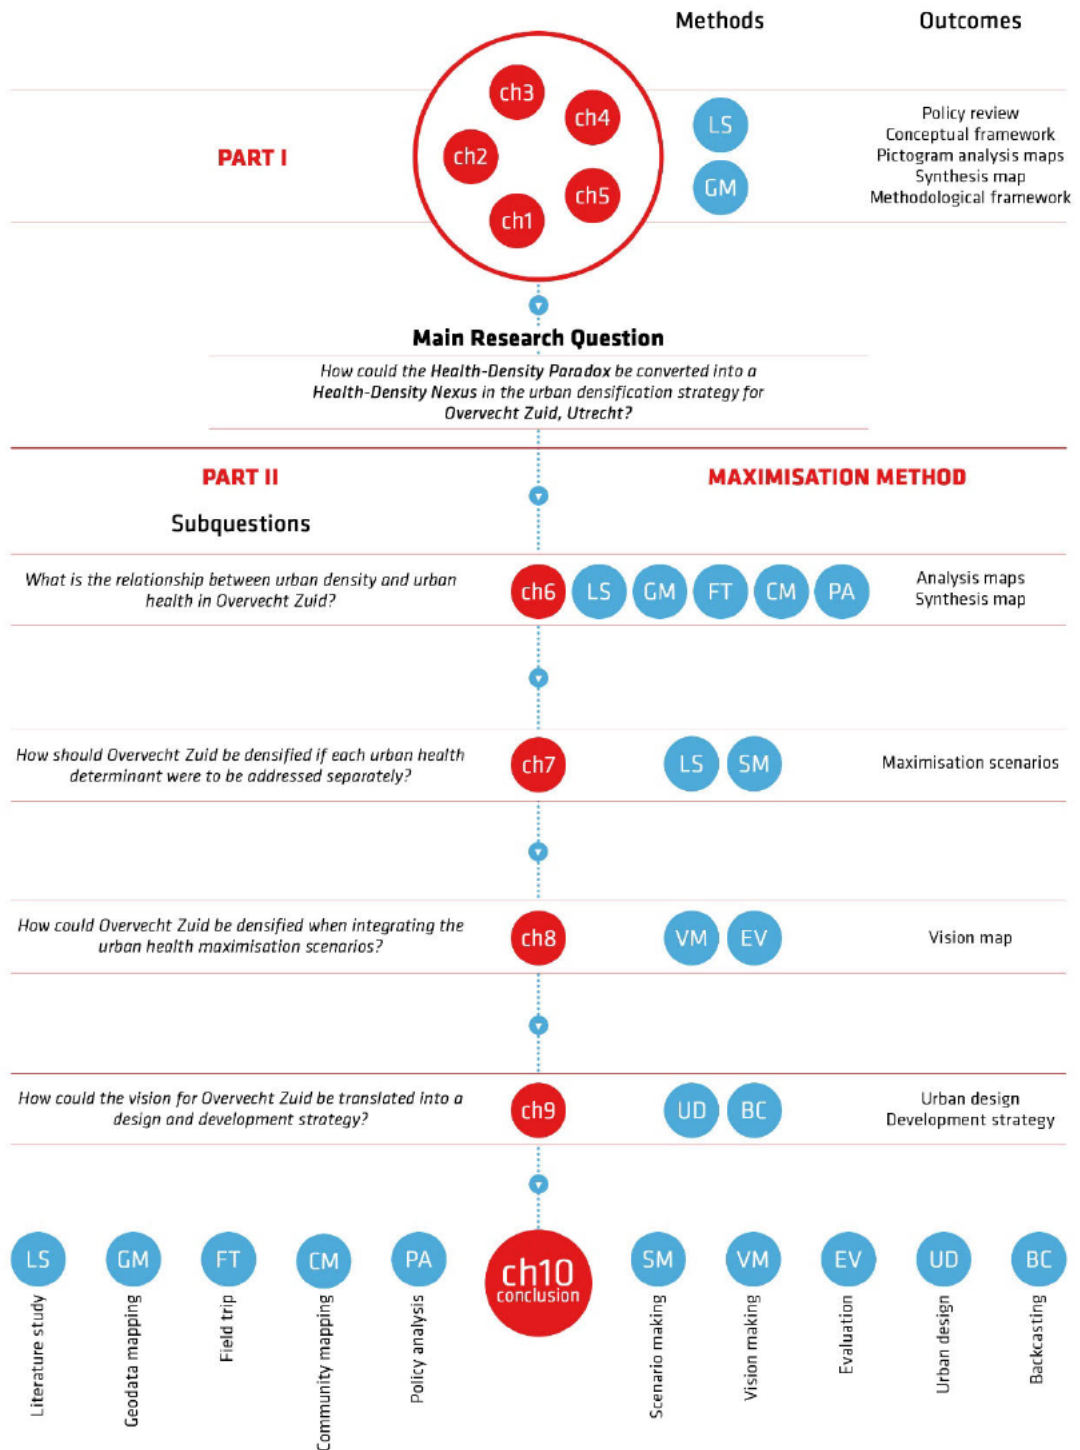 Methods
Outcomes
PART I
ch3
ch4
ch2
ch5
ch1
LS
GM
Policy review
Conceptual framework
Pictogram analysis maps
Synthesis map
Methodological framework
Main Research Question
How could the Health-Density Paradox be converted into a
Health-Density Nexus in the urban densification strategy for
Overvecht Zuid, Utrecht?
PART II
MAXIMISATION METHOD
Subquestions
What is the relationship between urban density and urban
health in Overvecht Zuid?
ch6
LS
GM
FT
CM
PA
Analysis maps
Synthesis map
How should Overvecht Zuid be densified if each urban health
determinant were to be addressed separately?
ch7
LS
SM
Maximisation scenarios
How could Overvecht Zuid be densified when integrating the
urban health maximisation scenarios?
ch8
VM
EV
Vision map
How could the vision for Overvecht Zuid be translated into a
design and development strategy?
ch9
UD
BC
Urban design
Development strategy
LS
Literature study
GM
Geodata mapping
FT
Field trip
CM
Community mapping
PA
Policy analysis
ch10
conclusion
SM
Scenario making
VM
Vision making
EV
Evaluation
UD
Urban design
BC
Backcasting